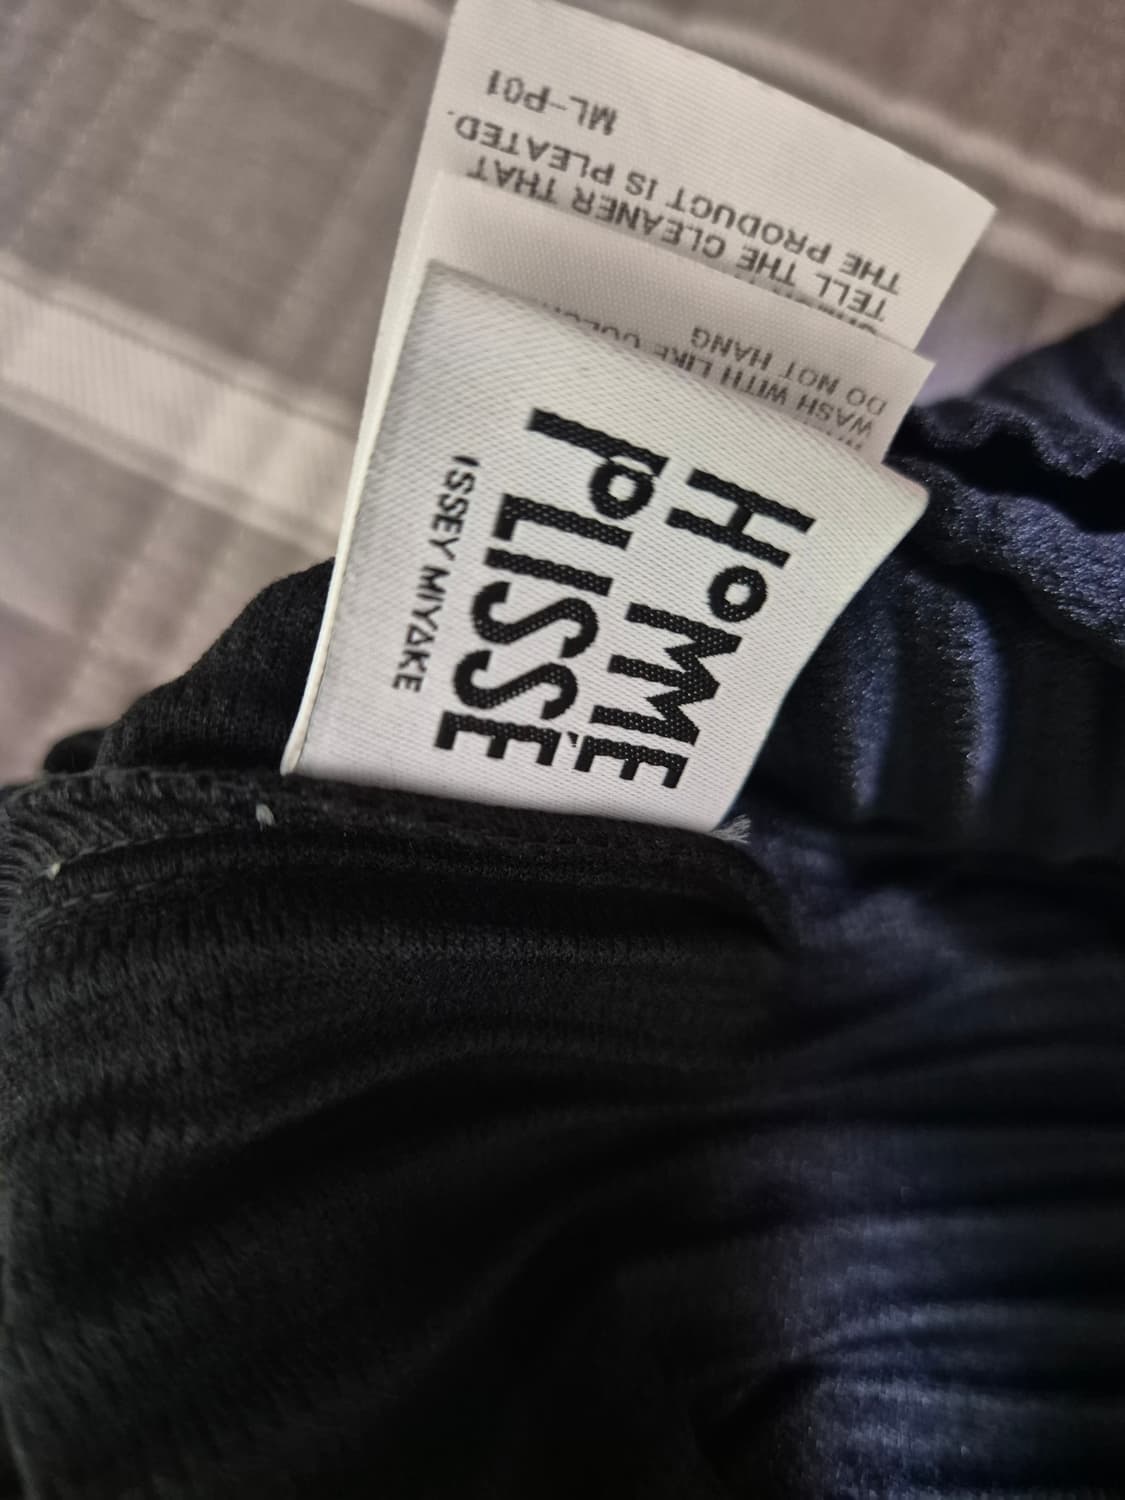 HOMME
PLISSÉ
ISSEY MIYAKE
WASH WITH LIKE
DO NOT HANG
TELL THE CLEANER THAT
THE PRODUCT IS PLEATED.
ML-P01